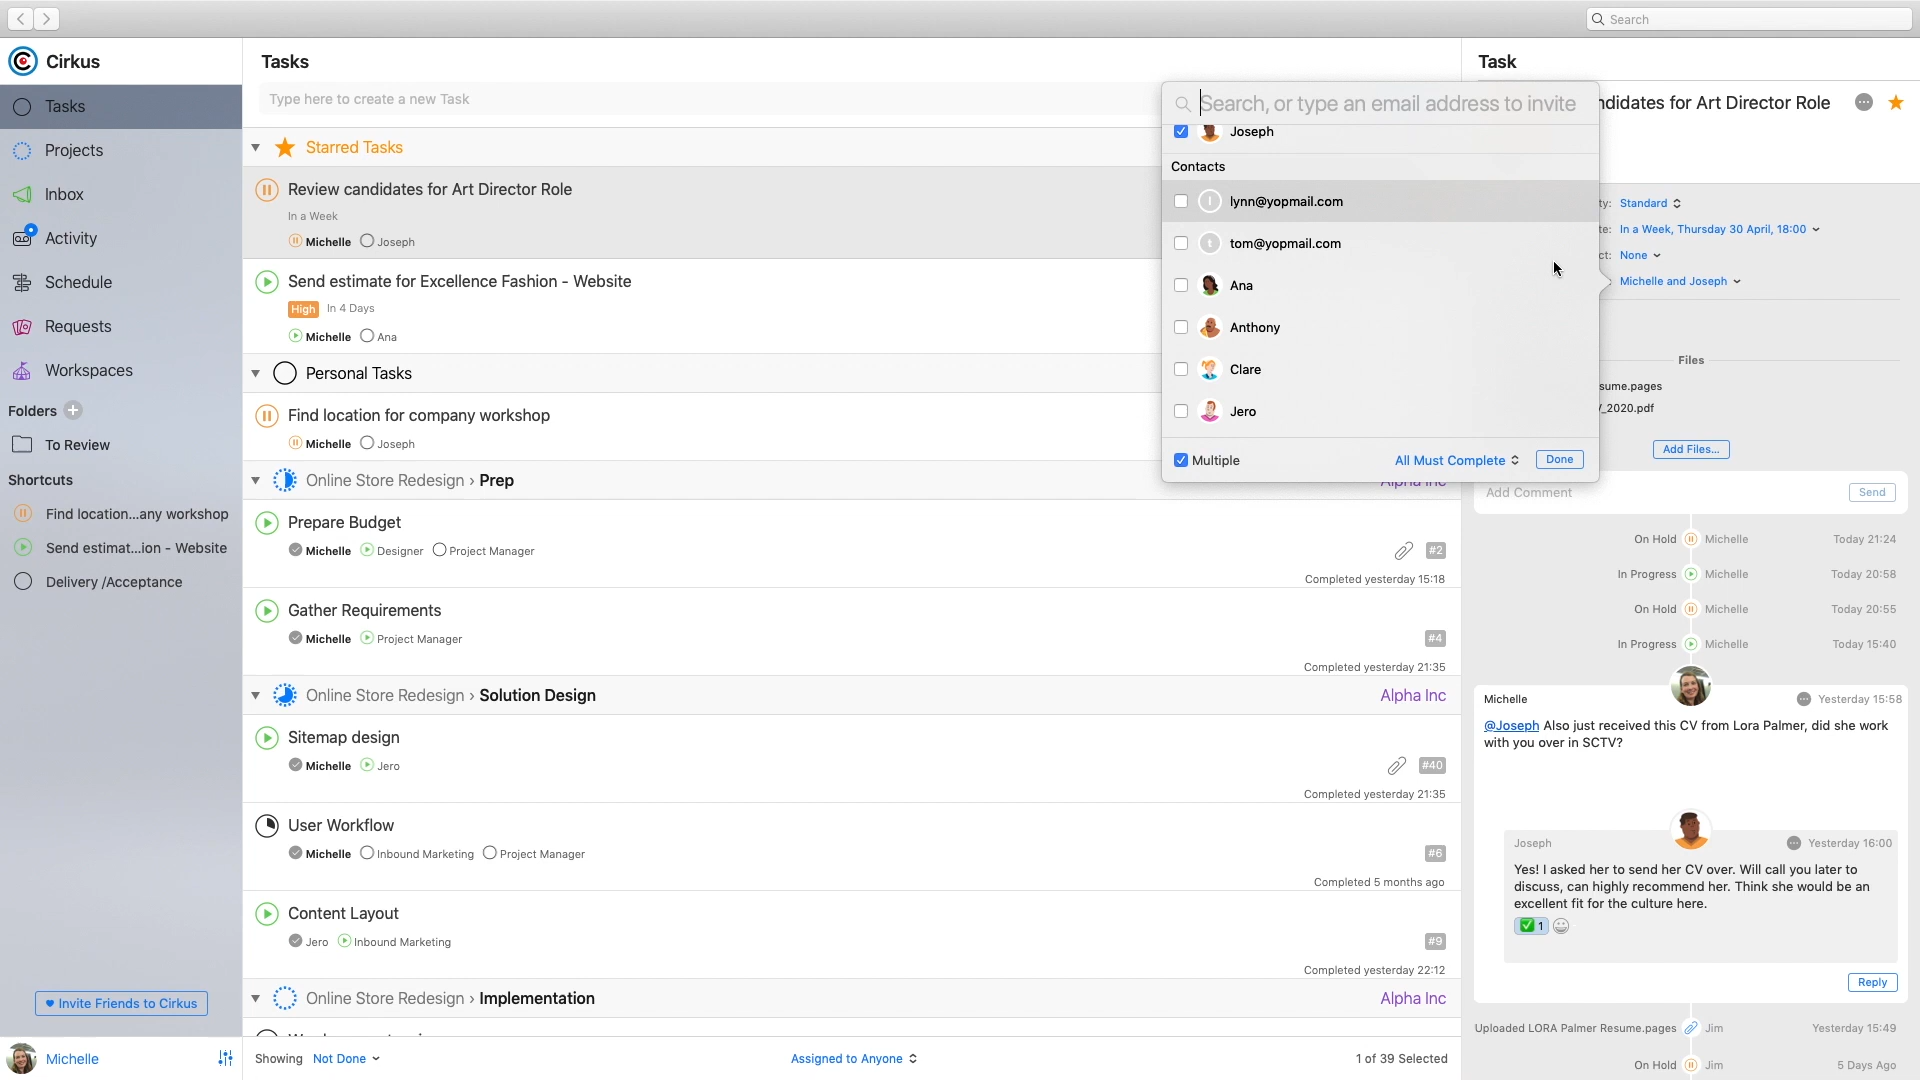 Search
Cirkus
Tasks
Projects
Inbox
Activity
Schedule
Requests
Workspaces
Folders
To Review
Shortcuts
Find location...any workshop
Send estimat...ion - Website
Delivery /Acceptance
Invite Friends to Cirkus
Michelle
Tasks
Type here to create a new Task
Starred Tasks
Review candidates for Art Director Role
In a Week
Michelle Joseph
Send estimate for Excellence Fashion - Website
High In 4 Days
Michelle Ana
Personal Tasks
Find location for company workshop
Michelle Joseph
Online Store Redesign › Prep Alpha Inc
Prepare Budget
Michelle Designer Project Manager #2
Completed yesterday 15:18
Gather Requirements
Michelle Project Manager #4
Completed yesterday 21:35
Online Store Redesign › Solution Design Alpha Inc
Sitemap design
Michelle Jero #40
Completed yesterday 21:35
User Workflow
Michelle Inbound Marketing Project Manager #6
Completed 5 months ago
Content Layout
Jero Inbound Marketing #9
Completed yesterday 22:12
Online Store Redesign › Implementation Alpha Inc
Showing Not Done Assigned to Anyone 1 of 39 Selected
Search, or type an email address to invite
Joseph
Contacts
lynn@yopmail.com
tom@yopmail.com
Ana
Anthony
Clare
Jero
Multiple All Must Complete Done
Task
ndidates for Art Director Role
ty: Standard
te: In a Week, Thursday 30 April, 18:00
ct: None
Michelle and Joseph
Files
sume.pages
_2020.pdf
Add Files...
Add Comment Send
On Hold Michelle Today 21:24
In Progress Michelle Today 20:58
On Hold Michelle Today 20:55
In Progress Michelle Today 15:40
Michelle Yesterday 15:58
@Joseph Also just received this CV from Lora Palmer, did she work
with you over in SCTV?
Joseph Yesterday 16:00
Yes! I asked her to send her CV over. Will call you later to
discuss, can highly recommend her. Think she would be an
excellent fit for the culture here.
1
Reply
Uploaded LORA Palmer Resume.pages Jim Yesterday 15:49
On Hold Jim 5 Days Ago